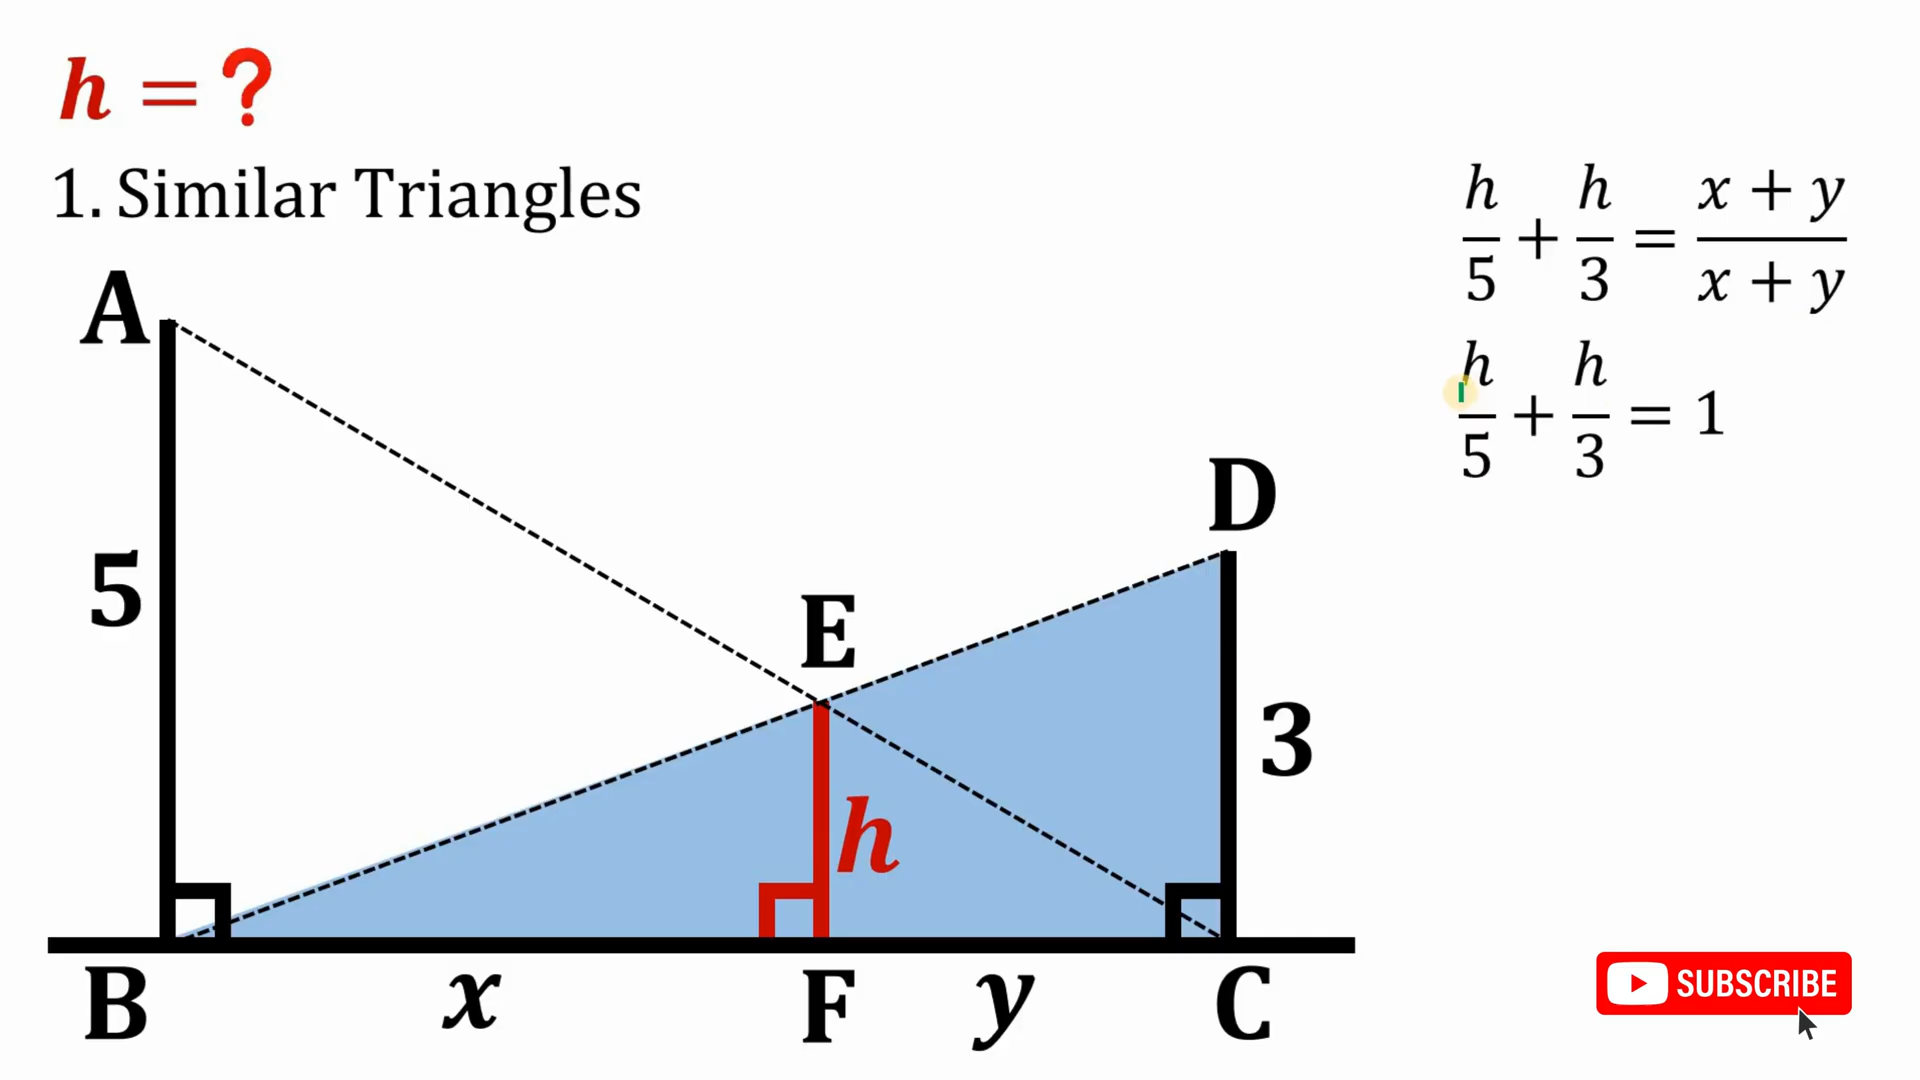 h = ?
1. Similar Triangles
h/5 + h/3 = x + y/x + y
h/5 + h/3 = 1
A
D
5
E
3
h
B x F y C
SUBSCRIBE